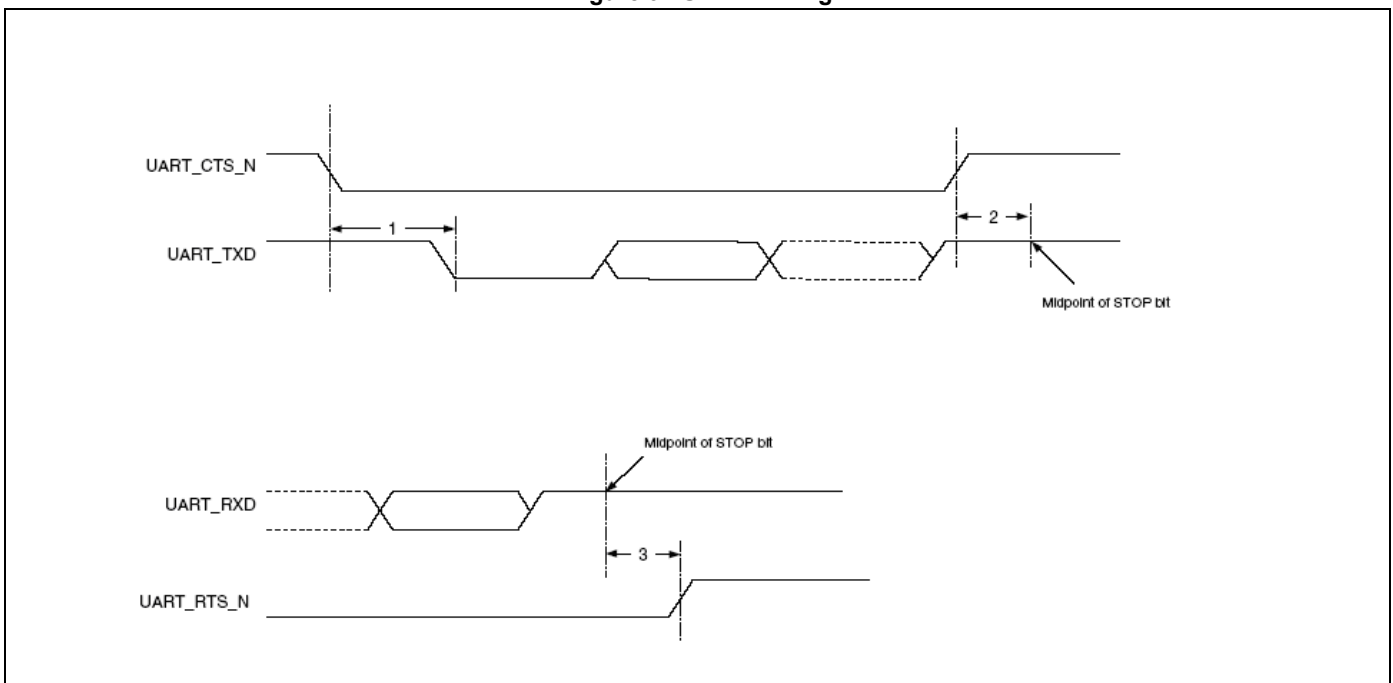 UART_CTS_N
1
2
UART_TXD
Midpoint of STOP bit
Midpoint of STOP bit
UART_RXD
3
UART_RTS_N